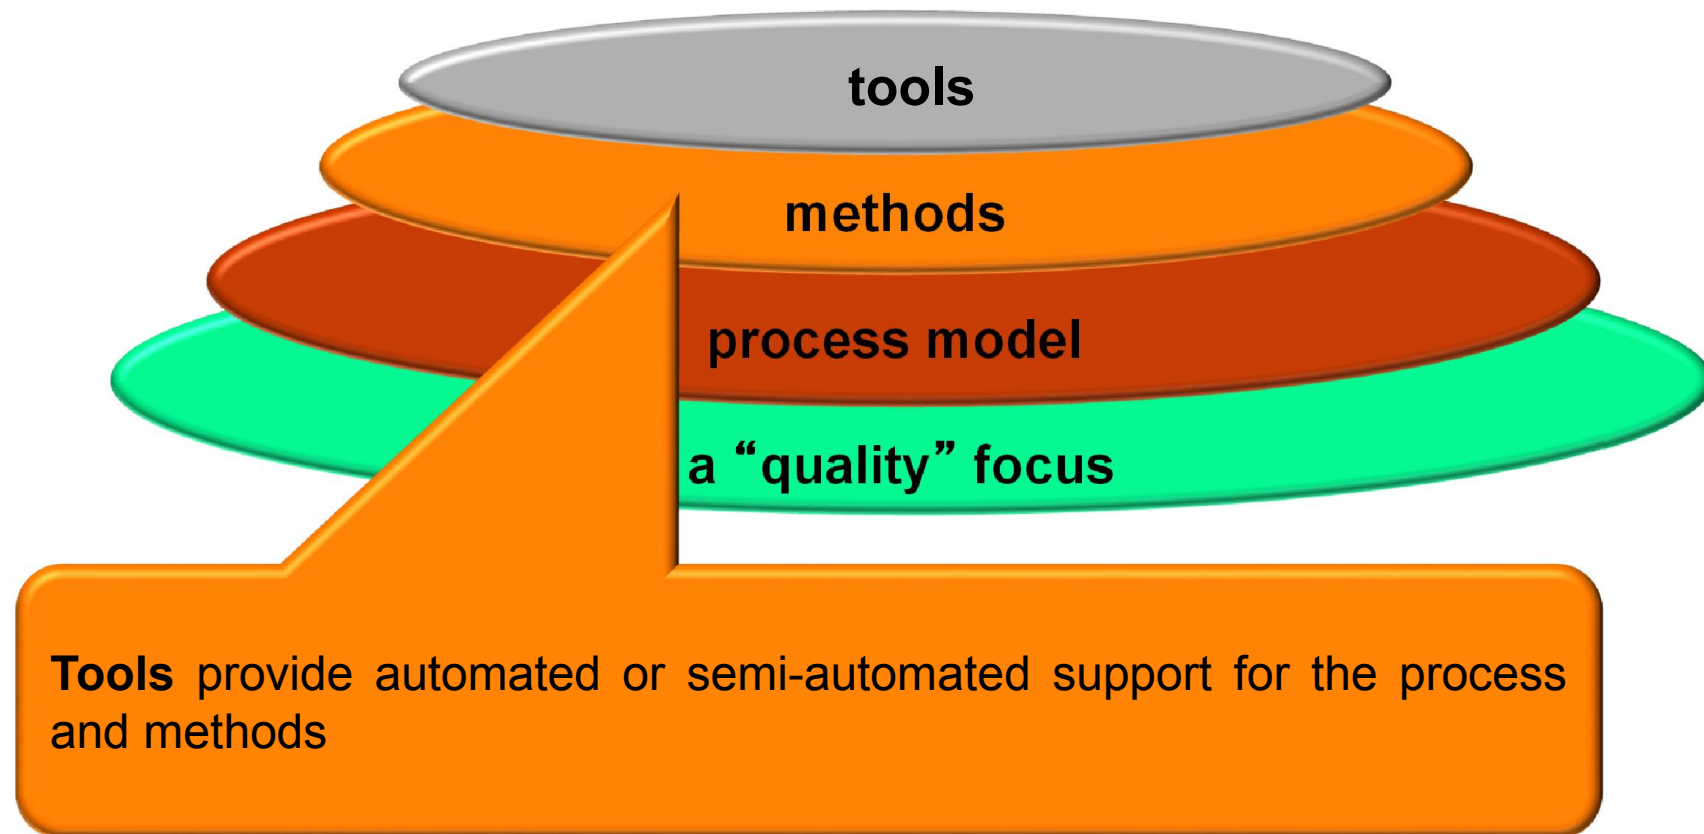 tools
methods
process model
a “quality” focus
Tools provide automated or semi-automated support for the process
and methods